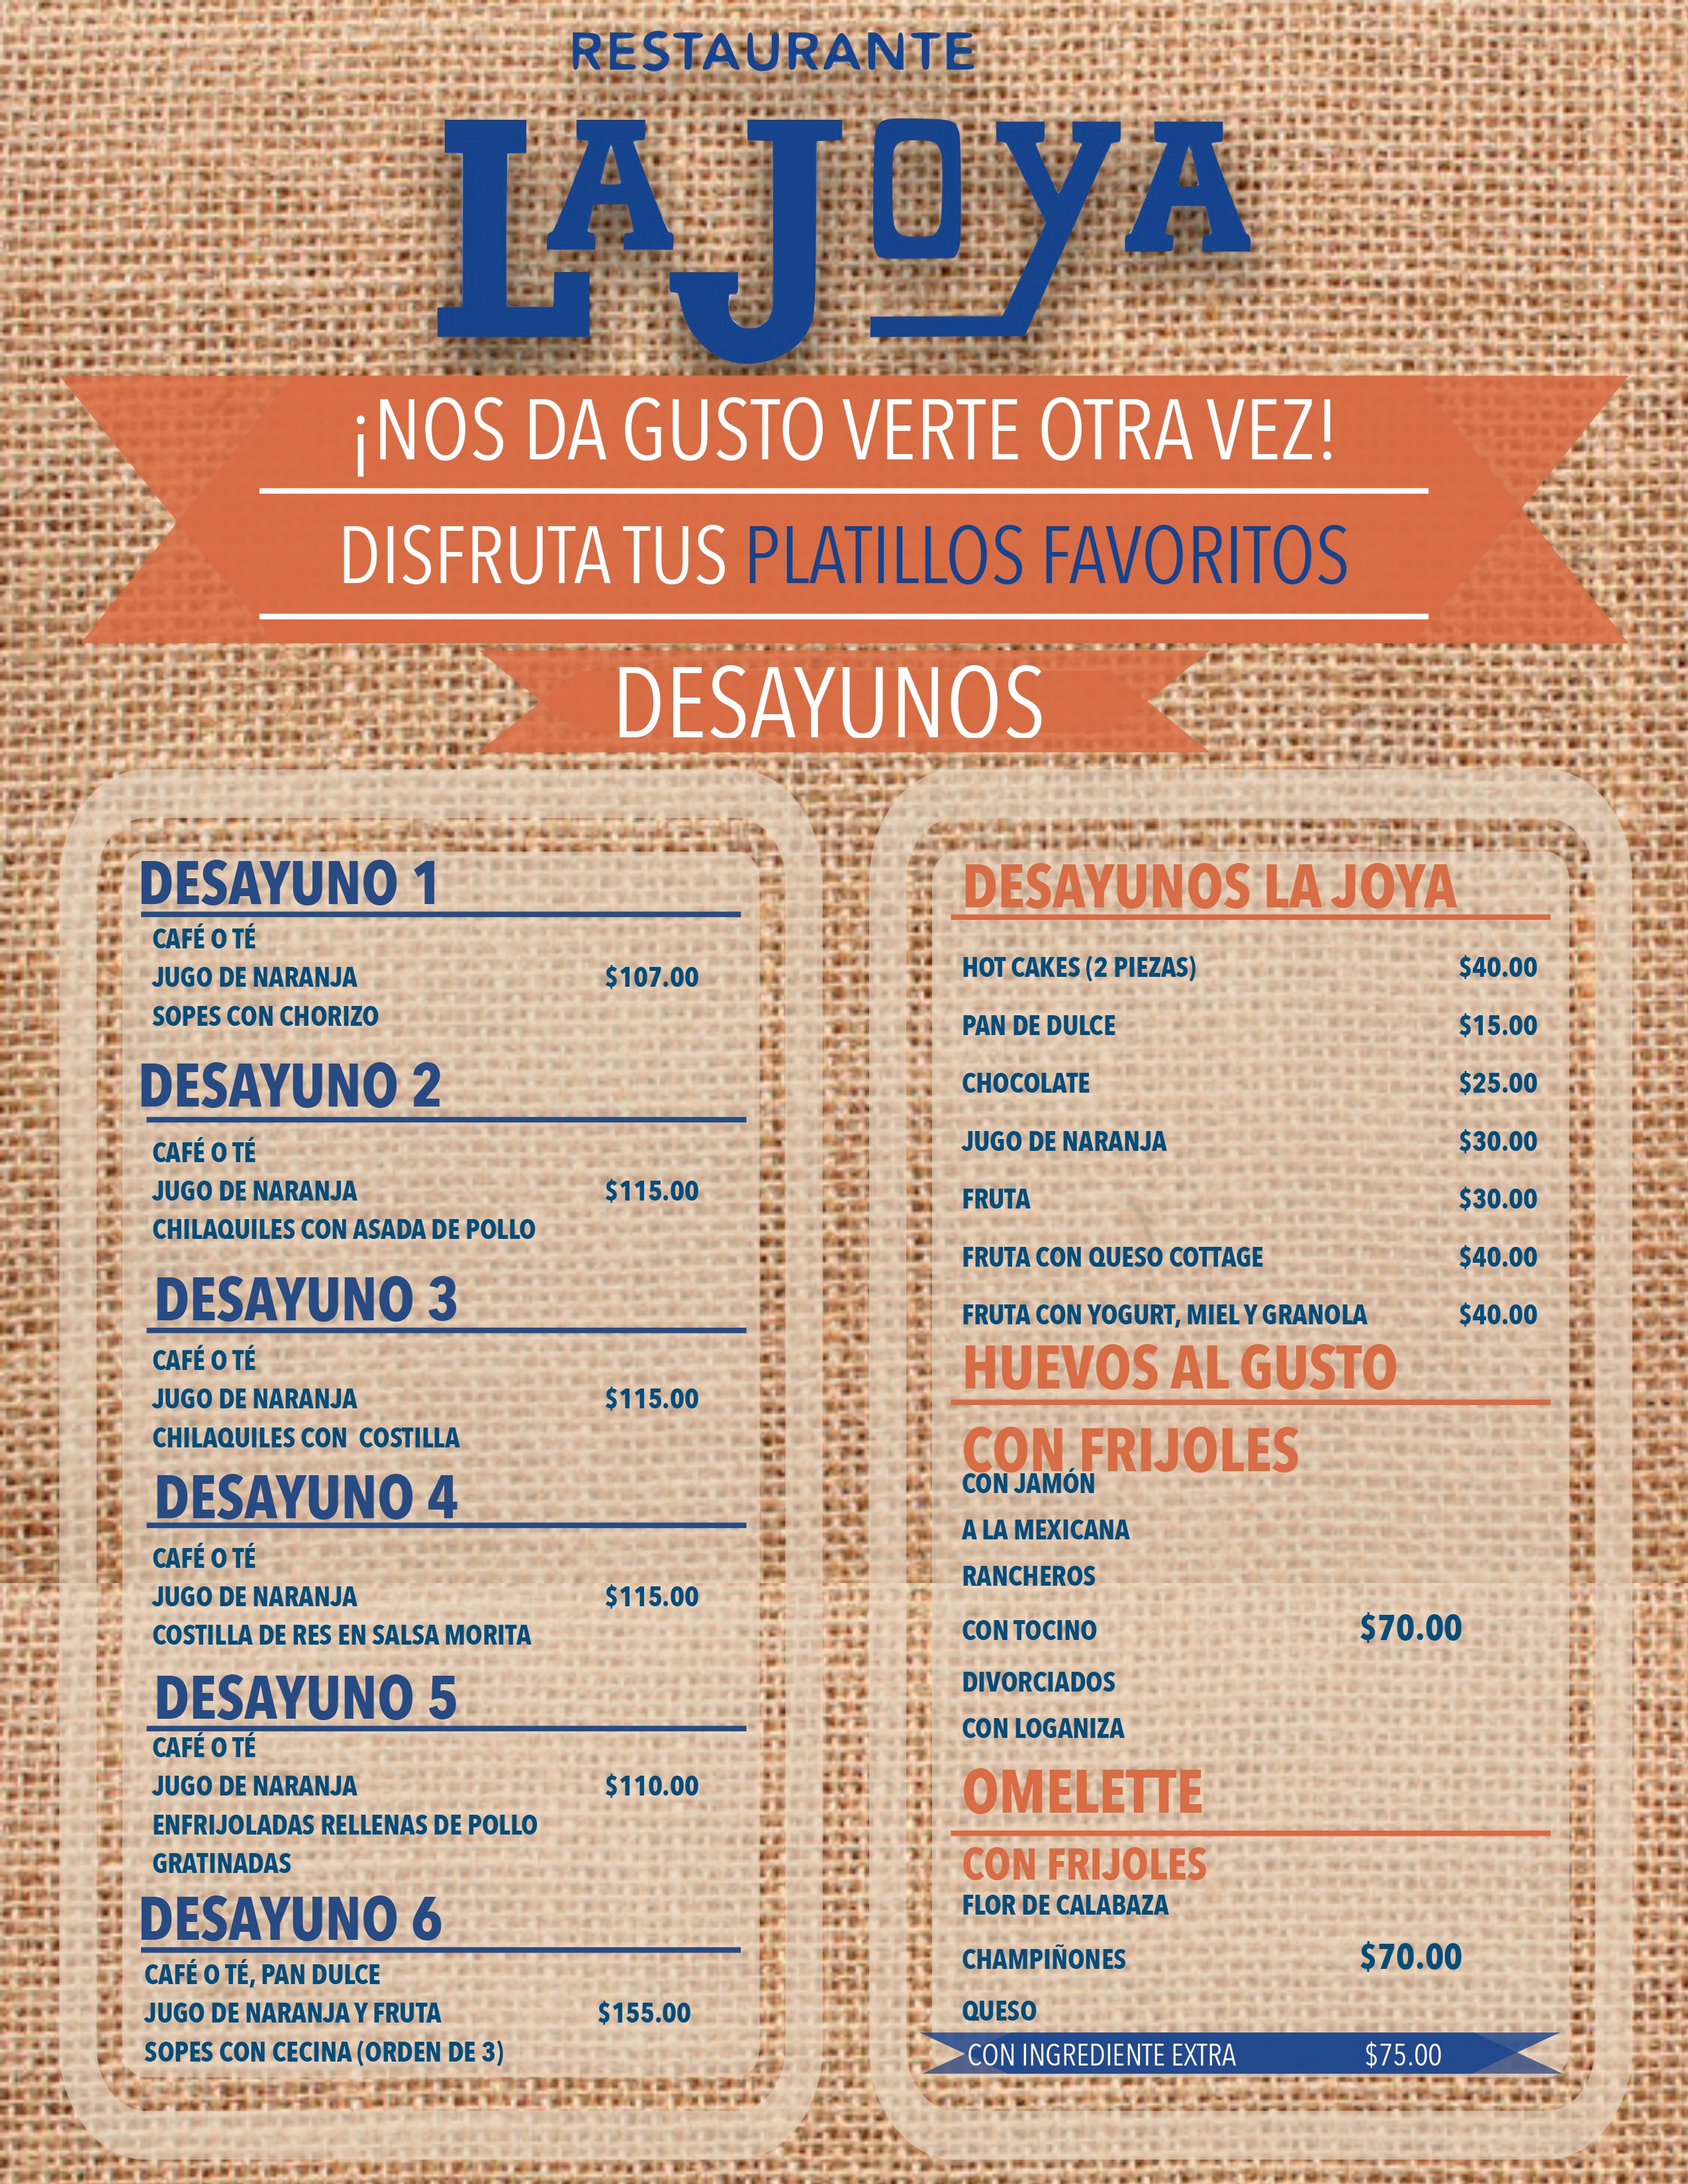 RESTAURANTE
LA JOYA
¡NOS DA GUSTO VERTE OTRA VEZ!
DISFRUTA TUS PLATILLOS FAVORITOS
DESAYUNOS
DESAYUNO 1
CAFÉ O TÉ
JUGO DE NARANJA $107.00
SOPES CON CHORIZO
DESAYUNO 2
CAFÉ O TÉ
JUGO DE NARANJA $115.00
CHILAQUILES CON ASADA DE POLLO
DESAYUNO 3
CAFÉ O TÉ
JUGO DE NARANJA $115.00
CHILAQUILES CON COSTILLA
DESAYUNO 4
CAFÉ O TÉ
JUGO DE NARANJA $115.00
COSTILLA DE RES EN SALSA MORITA
DESAYUNO 5
CAFÉ O TÉ
JUGO DE NARANJA $110.00
ENFRIJOLADAS RELLENAS DE POLLO
GRATINADAS
DESAYUNO 6
CAFÉ O TÉ, PAN DULCE
JUGO DE NARANJA Y FRUTA $155.00
SOPES CON CECINA (ORDEN DE 3)
DESAYUNOS LA JOYA
HOT CAKES (2 PIEZAS) $40.00
PAN DE DULCE $15.00
CHOCOLATE $25.00
JUGO DE NARANJA $30.00
FRUTA $30.00
FRUTA CON QUESO COTTAGE $40.00
FRUTA CON YOGURT, MIEL Y GRANOLA $40.00
HUEVOS AL GUSTO
CON FRIJOLES
CON JAMÓN
A LA MEXICANA
RANCHEROS
CON TOCINO $70.00
DIVORCIADOS
CON LOGANIZA
OMELETTE
CON FRIJOLES
FLOR DE CALABAZA
CHAMPIÑONES $70.00
QUESO
CON INGREDIENTE EXTRA $75.00